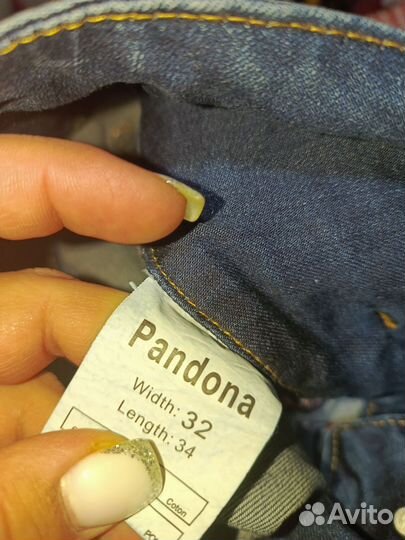 Pandona
Width: 32
Length: 34
Coton
Avito